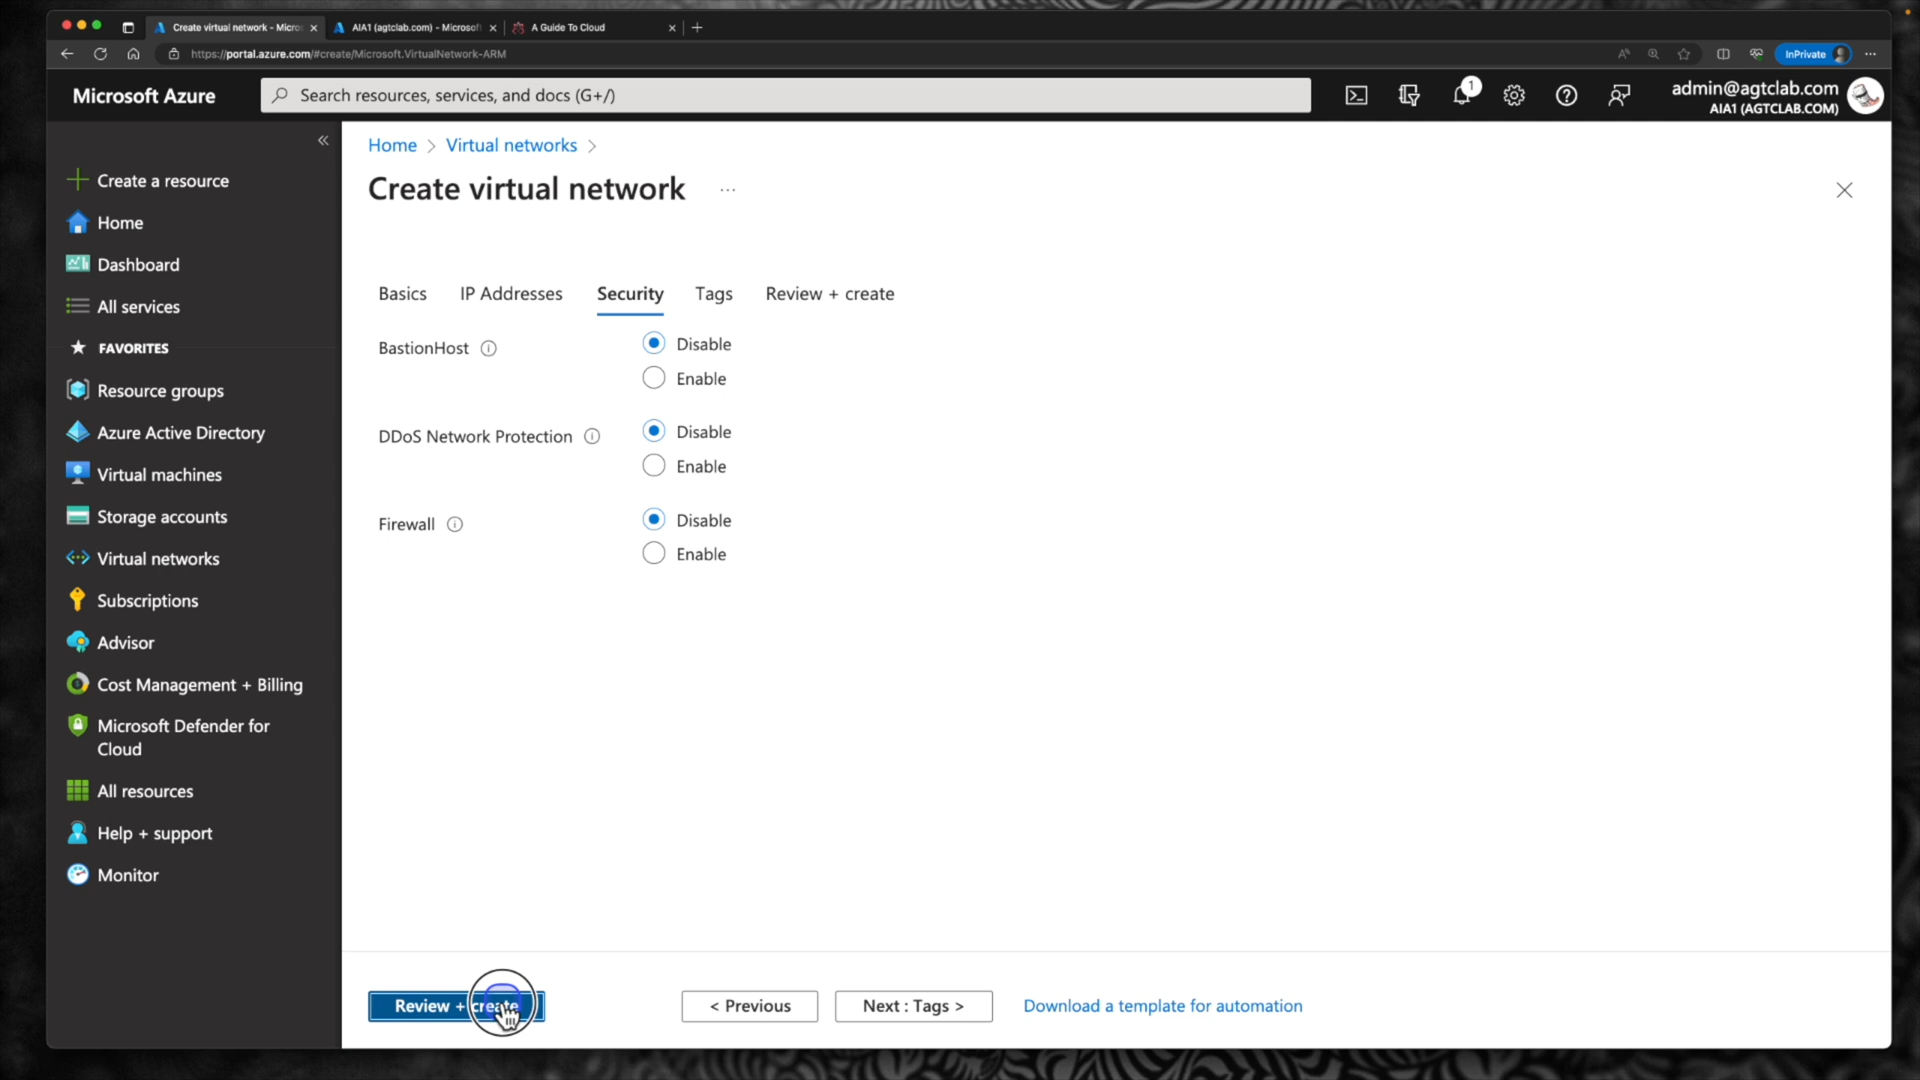 Create virtual network - Micros
AIA1 (agtclab.com) - Microsoft
A Guide To Cloud
https://portal.azure.com/#create/Microsoft.VirtualNetwork-ARM
InPrivate
Microsoft Azure
Search resources, services, and docs (G+/)
1
admin@agtclab.com
AIA1 (AGTCLAB.COM)
Create a resource
Home
Dashboard
All services
FAVORITES
Resource groups
Azure Active Directory
Virtual machines
Storage accounts
Virtual networks
Subscriptions
Advisor
Cost Management + Billing
Microsoft Defender for
Cloud
All resources
Help + support
Monitor
Home > Virtual networks >
Create virtual network ...
Basics IP Addresses Security Tags Review + create
BastionHost
Disable
Enable
DDoS Network Protection
Disable
Enable
Firewall
Disable
Enable
Review + create
< Previous
Next : Tags >
Download a template for automation